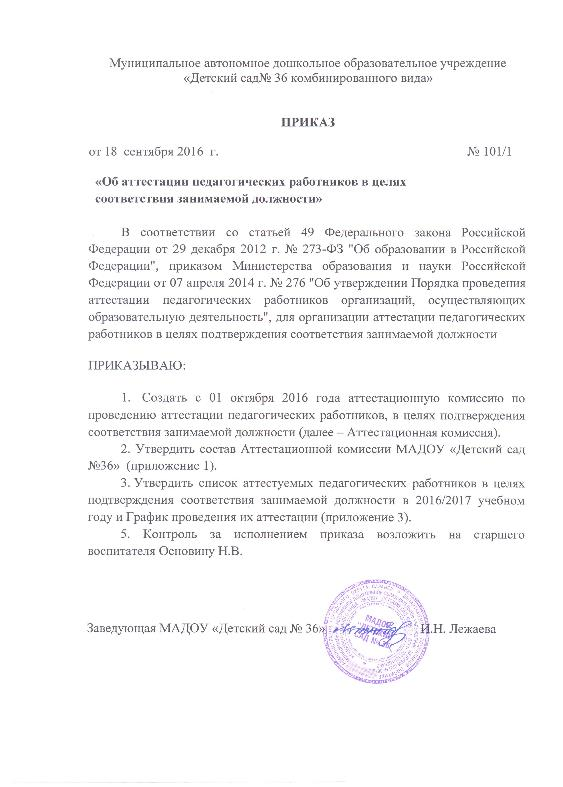 Муниципальное автономное дошкольное образовательное учреждение
«Детский сад№ 36 комбинированного вида»
ПРИКАЗ
от 18 сентября 2016 г. № 101/1
«Об аттестации педагогических работников в целях
соответствия занимаемой должности»
В соответствии со статьей 49 Федерального закона Российской
Федерации от 29 декабря 2012 г. № 273-ФЗ "Об образовании в Российской
Федерации", приказом Министерства образования и науки Российской
Федерации от 07 апреля 2014 г. № 276 "Об утверждении Порядка проведения
аттестации педагогических работников организаций, осуществляющих
образовательную деятельность", для организации аттестации педагогических
работников в целях подтверждения соответствия занимаемой должности
ПРИКАЗЫВАЮ:
1. Создать с 01 октября 2016 года аттестационную комиссию по
проведению аттестации педагогических работников, в целях подтверждения
соответствия занимаемой должности (далее – Аттестационная комиссия).
2. Утвердить состав Аттестационной комиссии МАДОУ «Детский сад
№36» (приложение 1).
3. Утвердить список аттестуемых педагогических работников в целях
подтверждения соответствия занимаемой должности в 2016/2017 учебном
году и График проведения их аттестации (приложение 3).
5. Контроль за исполнением приказа возложить на старшего
воспитателя Основину Н.В.
Заведующая МАДОУ «Детский сад № 36» И.Н. Лежаева
МАДОУ